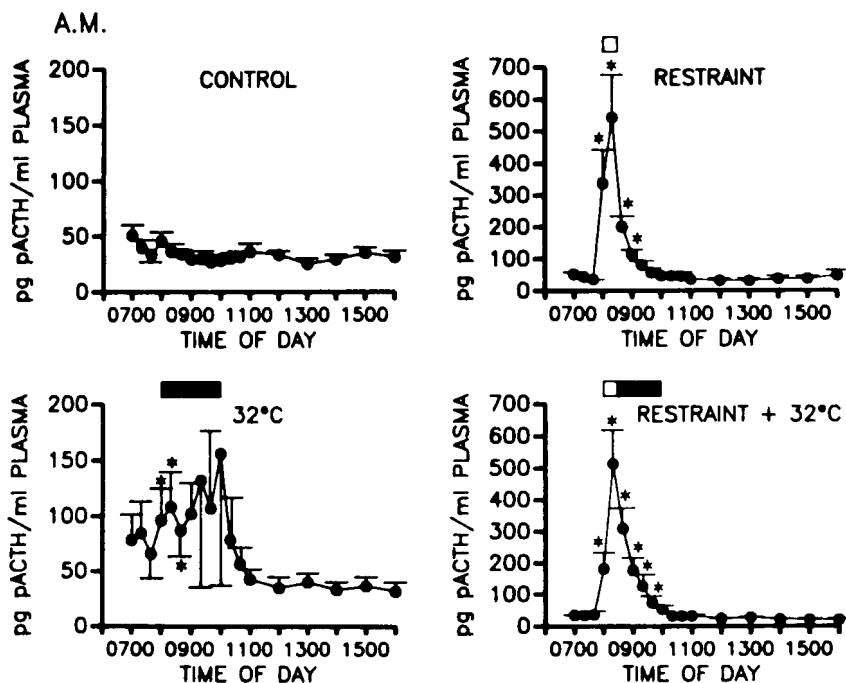 A.M.
CONTROL
200
150
100
50
0
pg pACTH/ml PLASMA
0700 0900 1100 1300 1500
TIME OF DAY
RESTRAINT
700
600
500
400
300
200
100
0
pg pACTH/ml PLASMA
* * * *
0700 0900 1100 1300 1500
TIME OF DAY
32°C
200
150
100
50
0
pg pACTH/ml PLASMA
* * *
0700 0900 1100 1300 1500
TIME OF DAY
RESTRAINT + 32°C
700
600
500
400
300
200
100
0
pg pACTH/ml PLASMA
* * * * * *
0700 0900 1100 1300 1500
TIME OF DAY